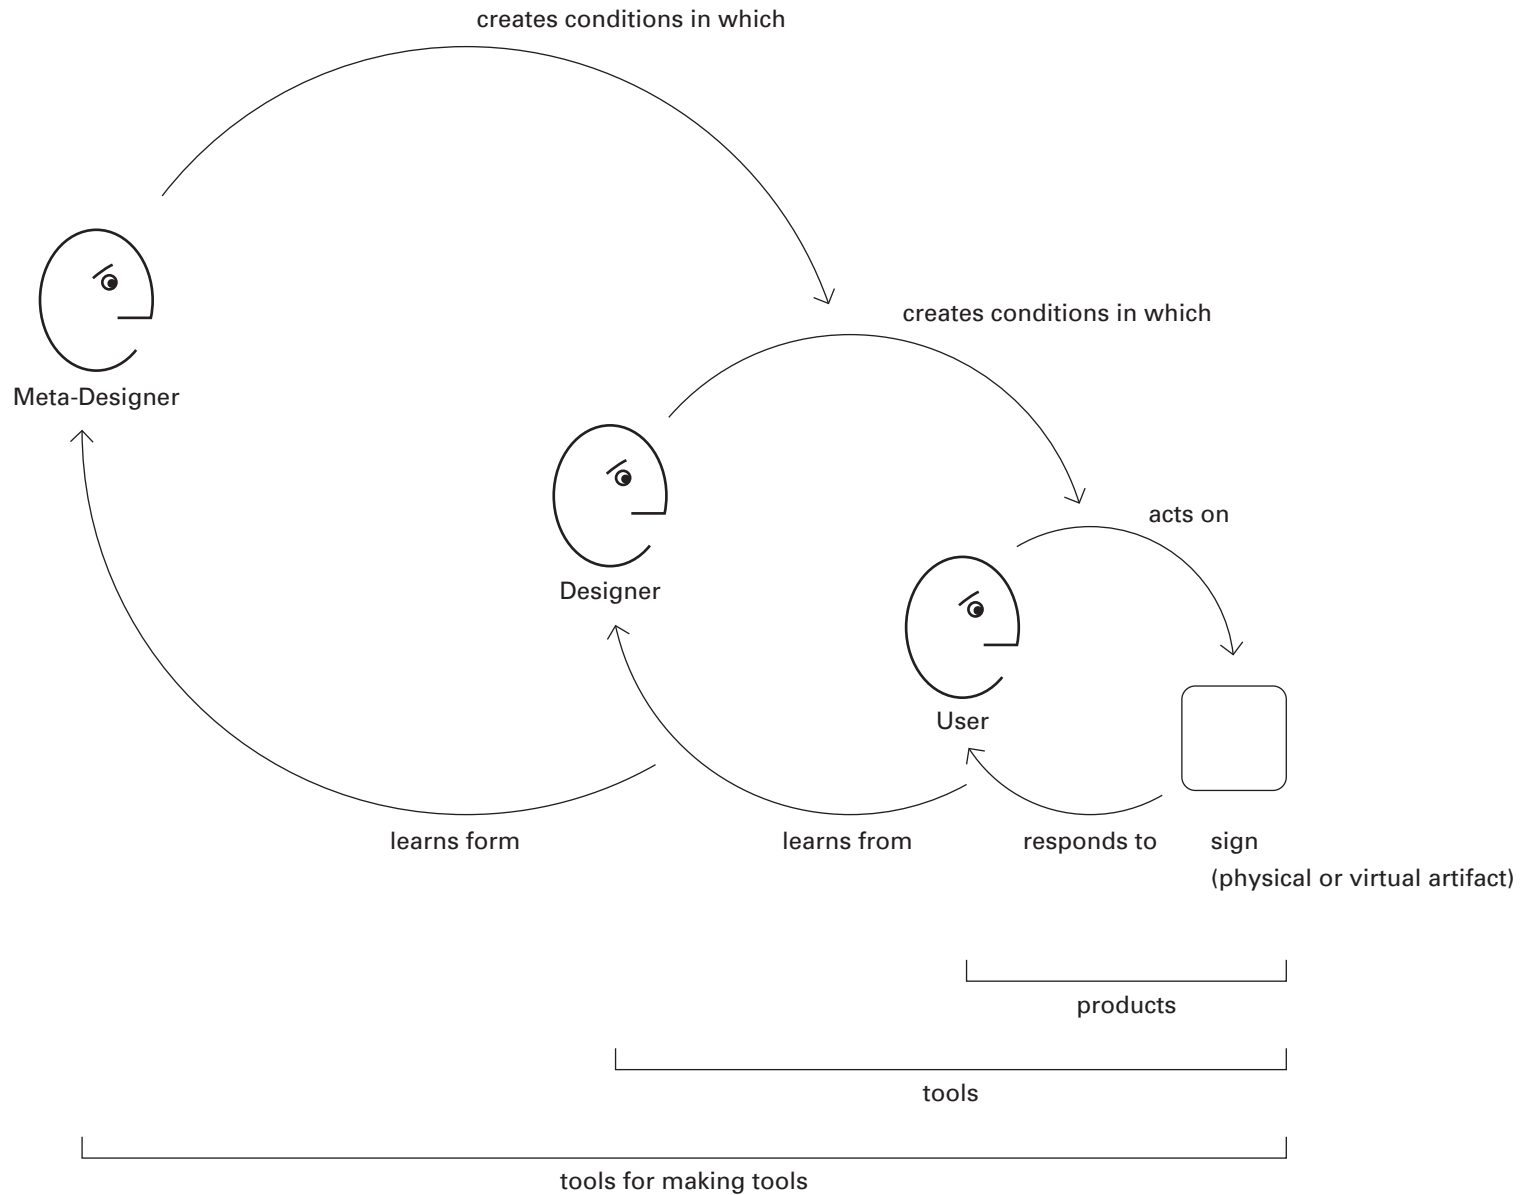 creates conditions in which
creates conditions in which
Meta-Designer
acts on
Designer
User
learns form
learns from
responds to
sign
(physical or virtual artifact)
products
tools
tools for making tools